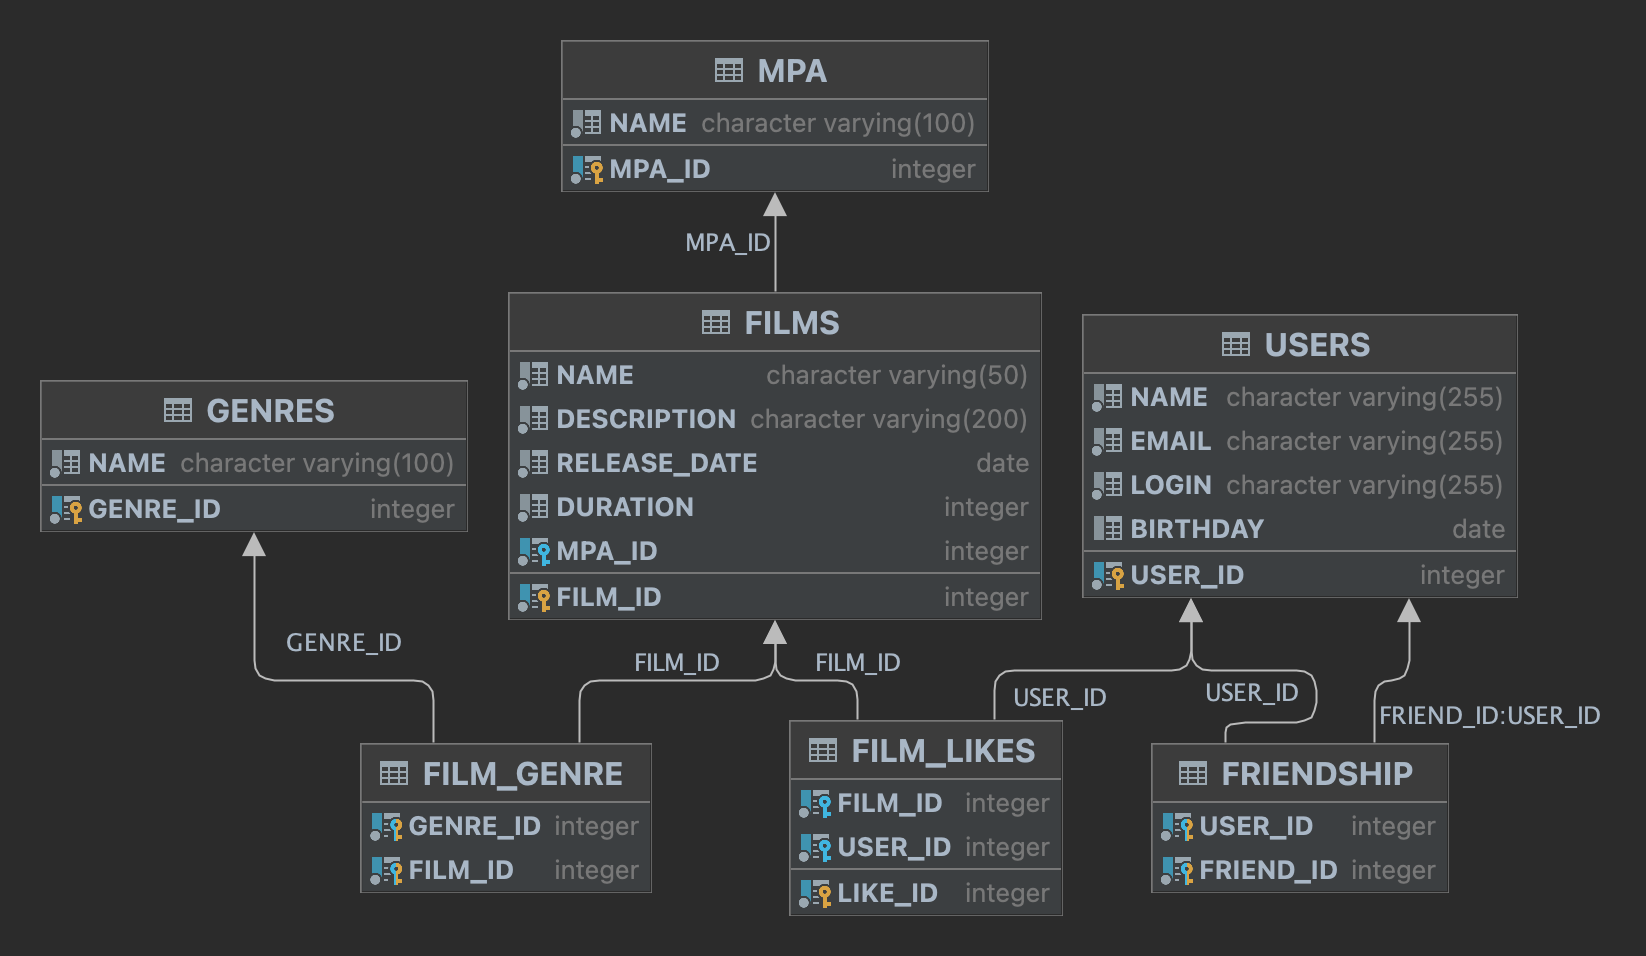 MPA
NAME character varying(100)
MPA_ID integer
MPA_ID
FILMS
NAME character varying(50)
DESCRIPTION character varying(200)
RELEASE_DATE date
DURATION integer
MPA_ID integer
FILM_ID integer
USERS
NAME character varying(255)
EMAIL character varying(255)
LOGIN character varying(255)
BIRTHDAY date
USER_ID integer
GENRES
NAME character varying(100)
GENRE_ID integer
GENRE_ID
FILM_ID
FILM_ID
USER_ID
USER_ID
FRIEND_ID:USER_ID
FILM_GENRE
GENRE_ID integer
FILM_ID integer
FILM_LIKES
FILM_ID integer
USER_ID integer
LIKE_ID integer
FRIENDSHIP
USER_ID integer
FRIEND_ID integer